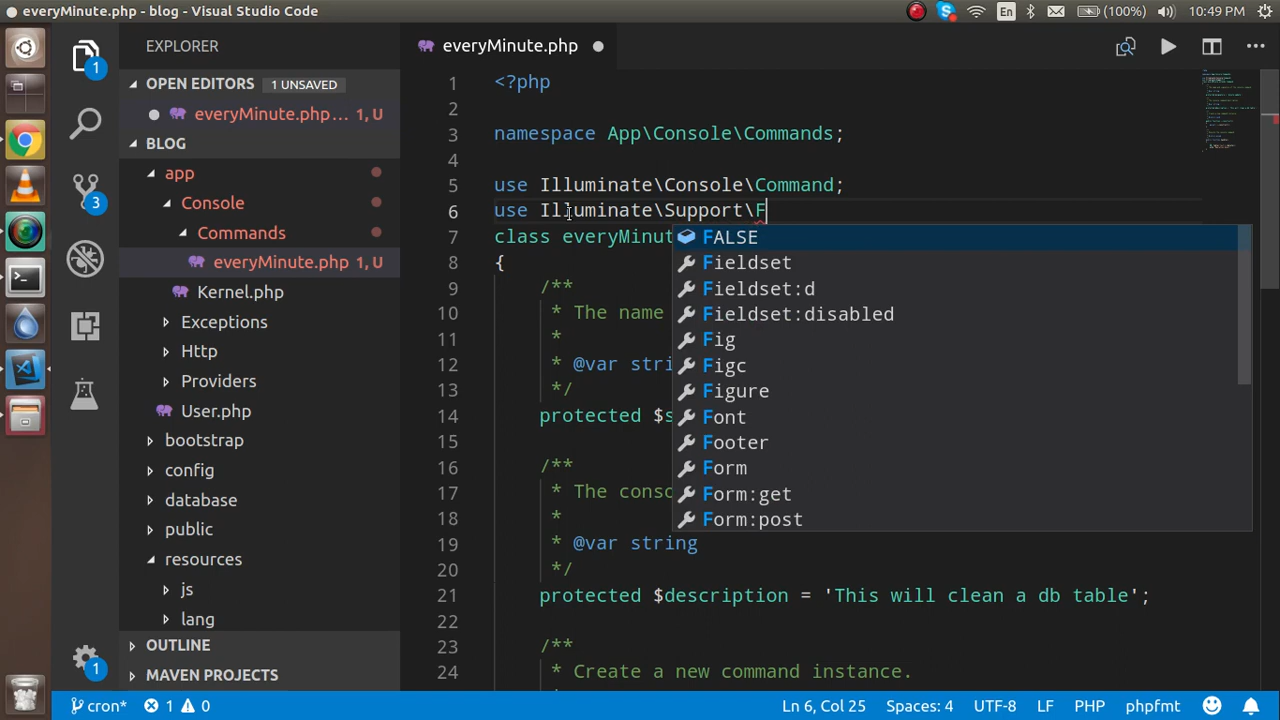 everyMinute.php - blog - Visual Studio Code
En
(100%)
10:49 PM
EXPLORER
OPEN EDITORS 1 UNSAVED
everyMinute.php... 1, U
BLOG
app
Console
Commands
everyMinute.php 1, U
Kernel.php
Exceptions
Http
Providers
User.php
bootstrap
config
database
public
resources
js
lang
OUTLINE
MAVEN PROJECTS
1
3
1
everyMinute.php
1 <?php
2
3 namespace App\Console\Commands;
4
5 use Illuminate\Console\Command;
6 use Illuminate\Support\F
7 class everyMinut
8 {
9 /**
10 * The name
11 *
12 * @var stri
13 */
14 protected $s
15
16 /**
17 * The conso
18 *
19 * @var string
20 */
21 protected $description = 'This will clean a db table';
22
23 /**
24 * Create a new command instance.
FALSE
Fieldset
Fieldset:d
Fieldset:disabled
Fig
Figc
Figure
Font
Footer
Form
Form:get
Form:post
cron* 1 0
Ln 6, Col 25
Spaces: 4
UTF-8
LF
PHP
phpfmt